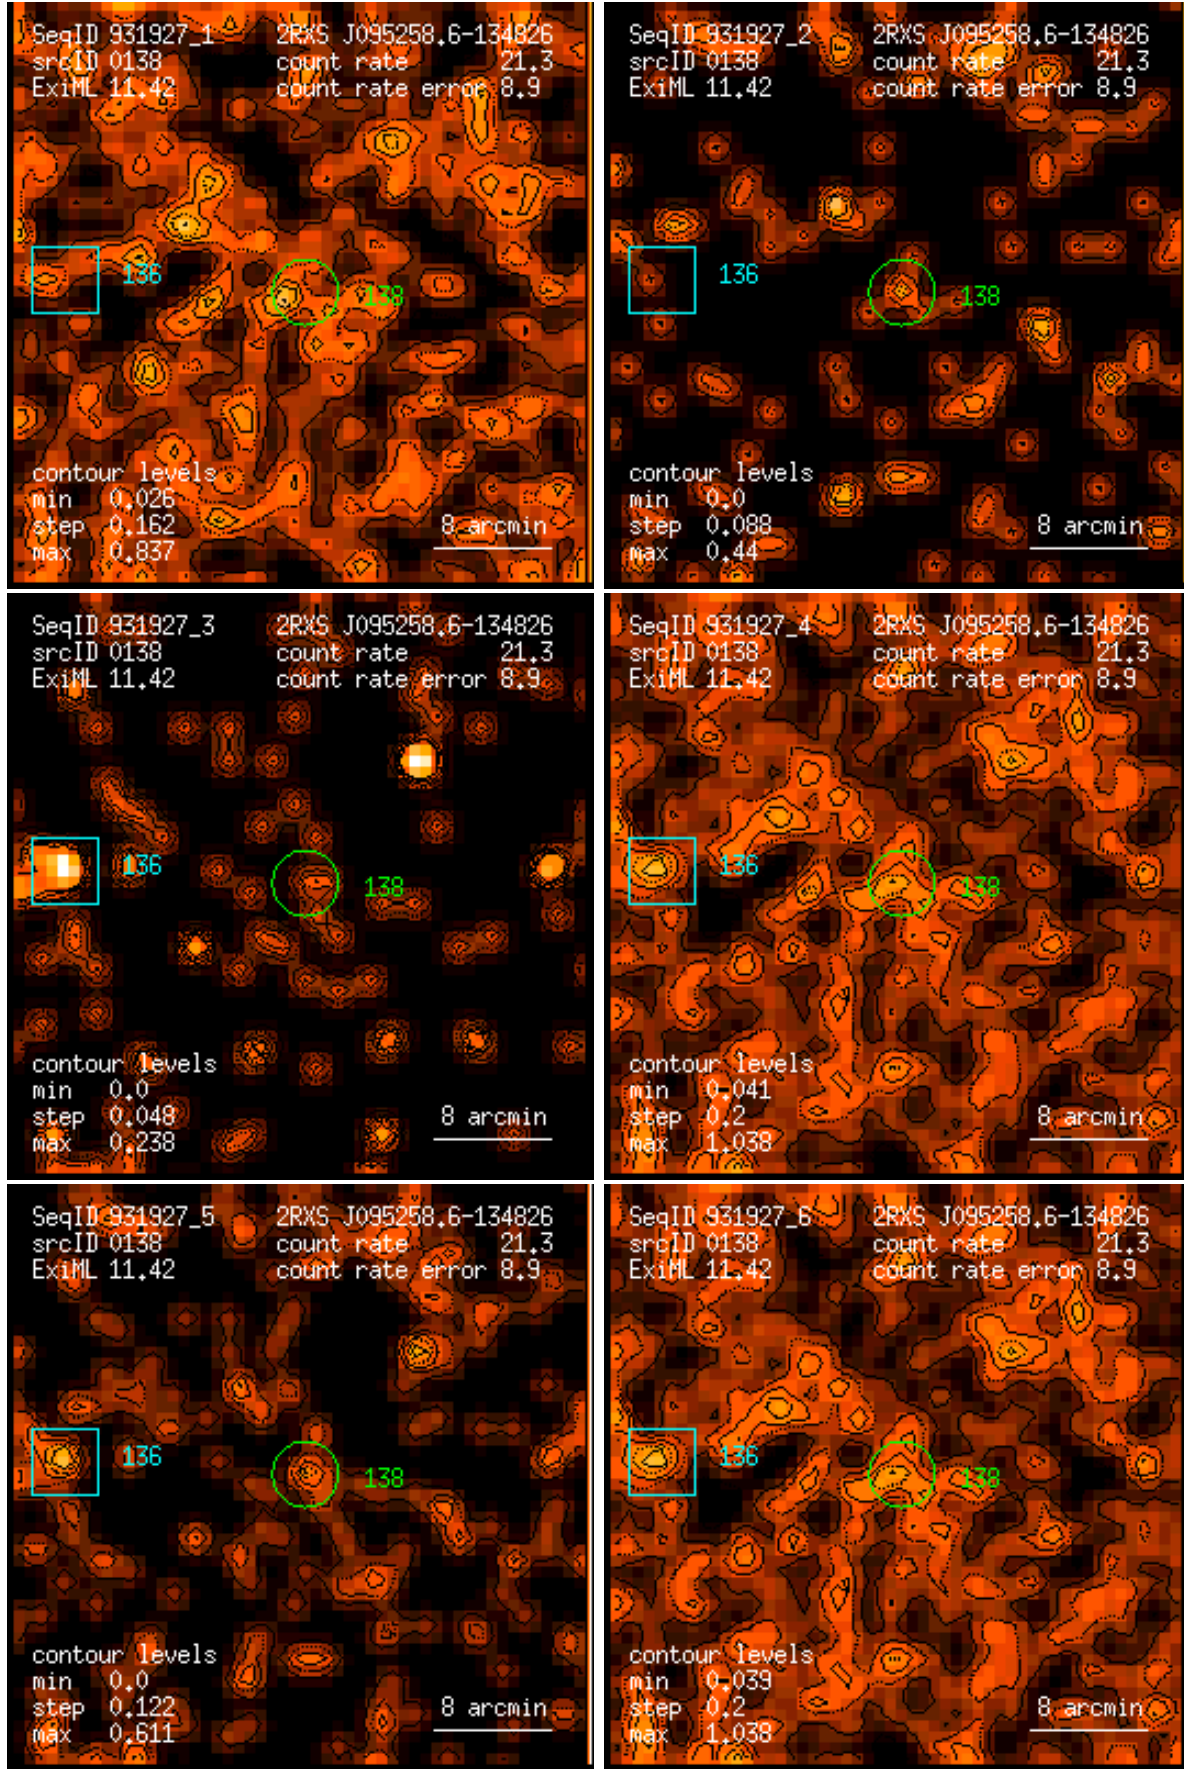 SeqID 931927_1 2RXS J095258.6-134826
srcID 0138 count rate 21.3
ExiML 11.42 count rate error 8.9
136
138
contour levels
min 0.026
step 0.162
max 0.837
8 arcmin
SeqID 931927_2 2RXS J095258.6-134826
srcID 0138 count rate 21.3
ExiML 11.42 count rate error 8.9
136
138
contour levels
min 0.0
step 0.088
max 0.44
8 arcmin
SeqID 931927_3 2RXS J095258.6-134826
srcID 0138 count rate 21.3
ExiML 11.42 count rate error 8.9
136
138
contour levels
min 0.0
step 0.048
max 0.238
8 arcmin
SeqID 931927_4 2RXS J095258.6-134826
srcID 0138 count rate 21.3
ExiML 11.42 count rate error 8.9
136
138
contour levels
min 0.041
step 0.2
max 1.038
8 arcmin
SeqID 931927_5 2RXS J095258.6-134826
srcID 0138 count rate 21.3
ExiML 11.42 count rate error 8.9
136
138
contour levels
min 0.0
step 0.122
max 0.611
8 arcmin
SeqID 931927_6 2RXS J095258.6-134826
srcID 0138 count rate 21.3
ExiML 11.42 count rate error 8.9
136
138
contour levels
min 0.039
step 0.2
max 1.038
8 arcmin